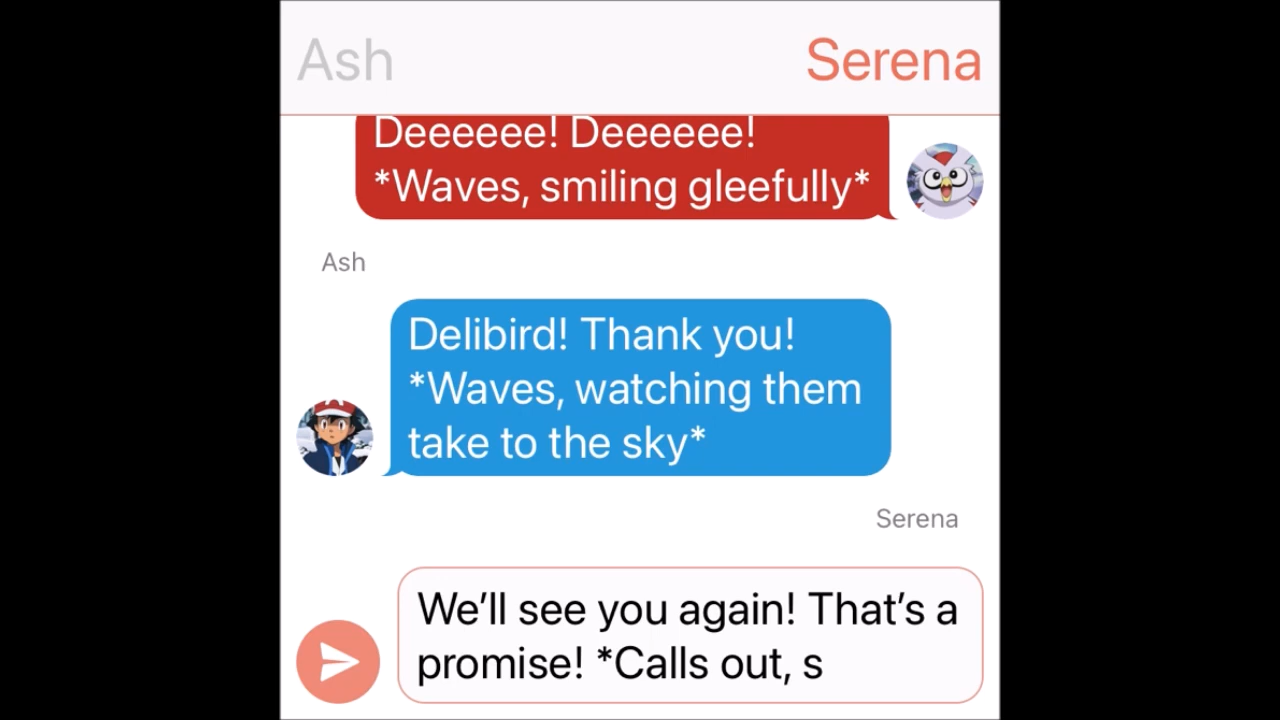 Ash
Serena
Deeeeee! Deeeeee!
*Waves, smiling gleefully*
Ash
Delibird! Thank you!
*Waves, watching them
take to the sky*
Serena
We’ll see you again! That’s a
promise! *Calls out, s